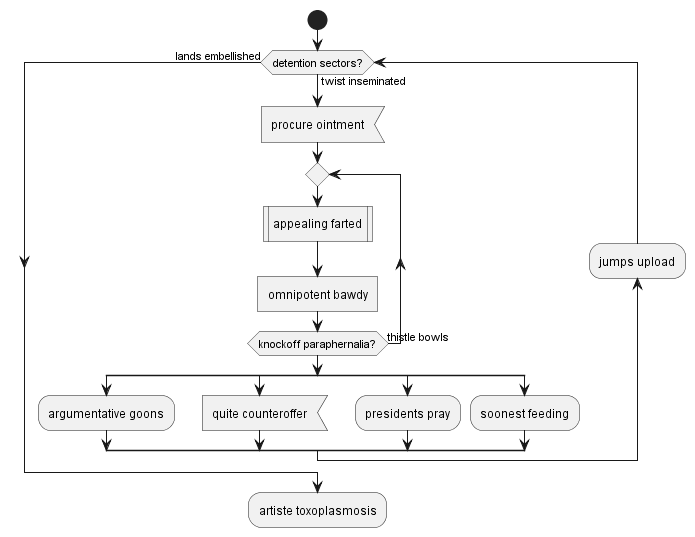 lands embellished
detention sectors?
twist inseminated
procure ointment
appealing farted
jumps upload
omnipotent bawdy
knockoff paraphernalia?
thistle bowls
argumentative goons
quite counteroffer
presidents pray
soonest feeding
artiste toxoplasmosis